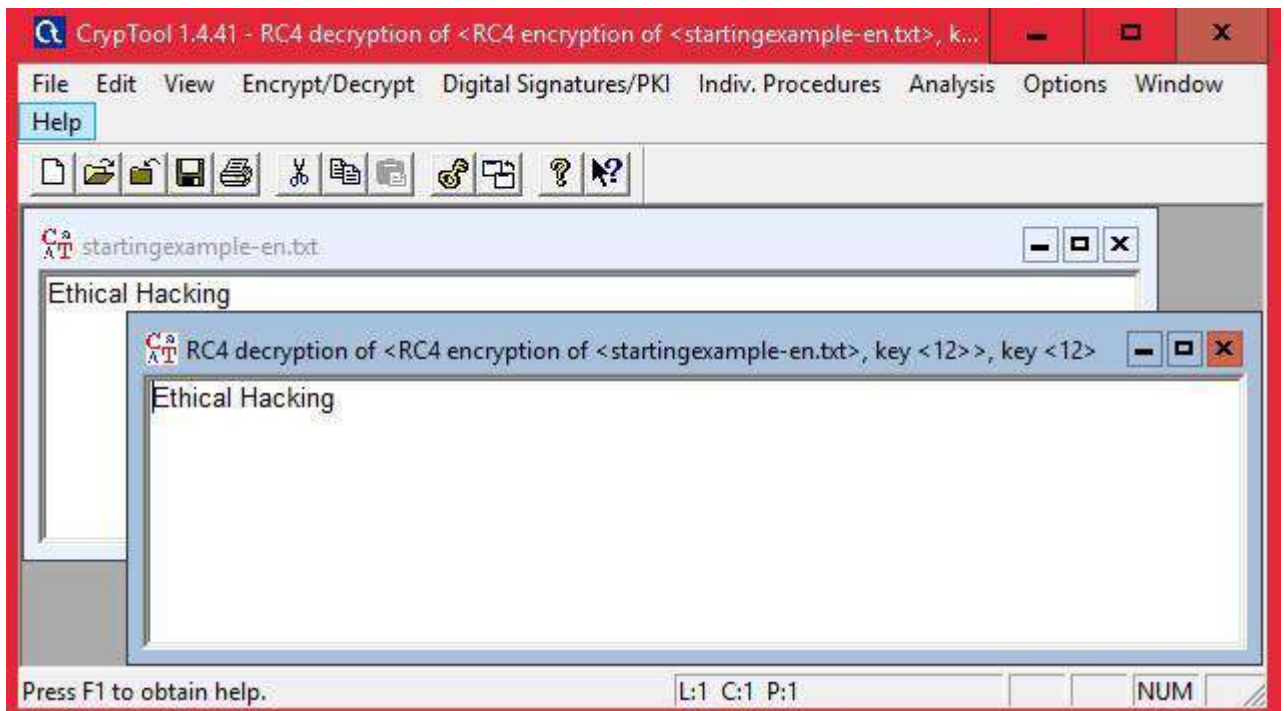 CrypTool 1.4.41 - RC4 decryption of <RC4 encryption of <startingexample-en.txt>, k...
File Edit View Encrypt/Decrypt Digital Signatures/PKI Indiv. Procedures Analysis Options Window
Help
startingexample-en.txt
Ethical Hacking
RC4 decryption of <RC4 encryption of <startingexample-en.txt>, key <12>>, key <12>
Ethical Hacking
Press F1 to obtain help.
L:1 C:1 P:1
NUM